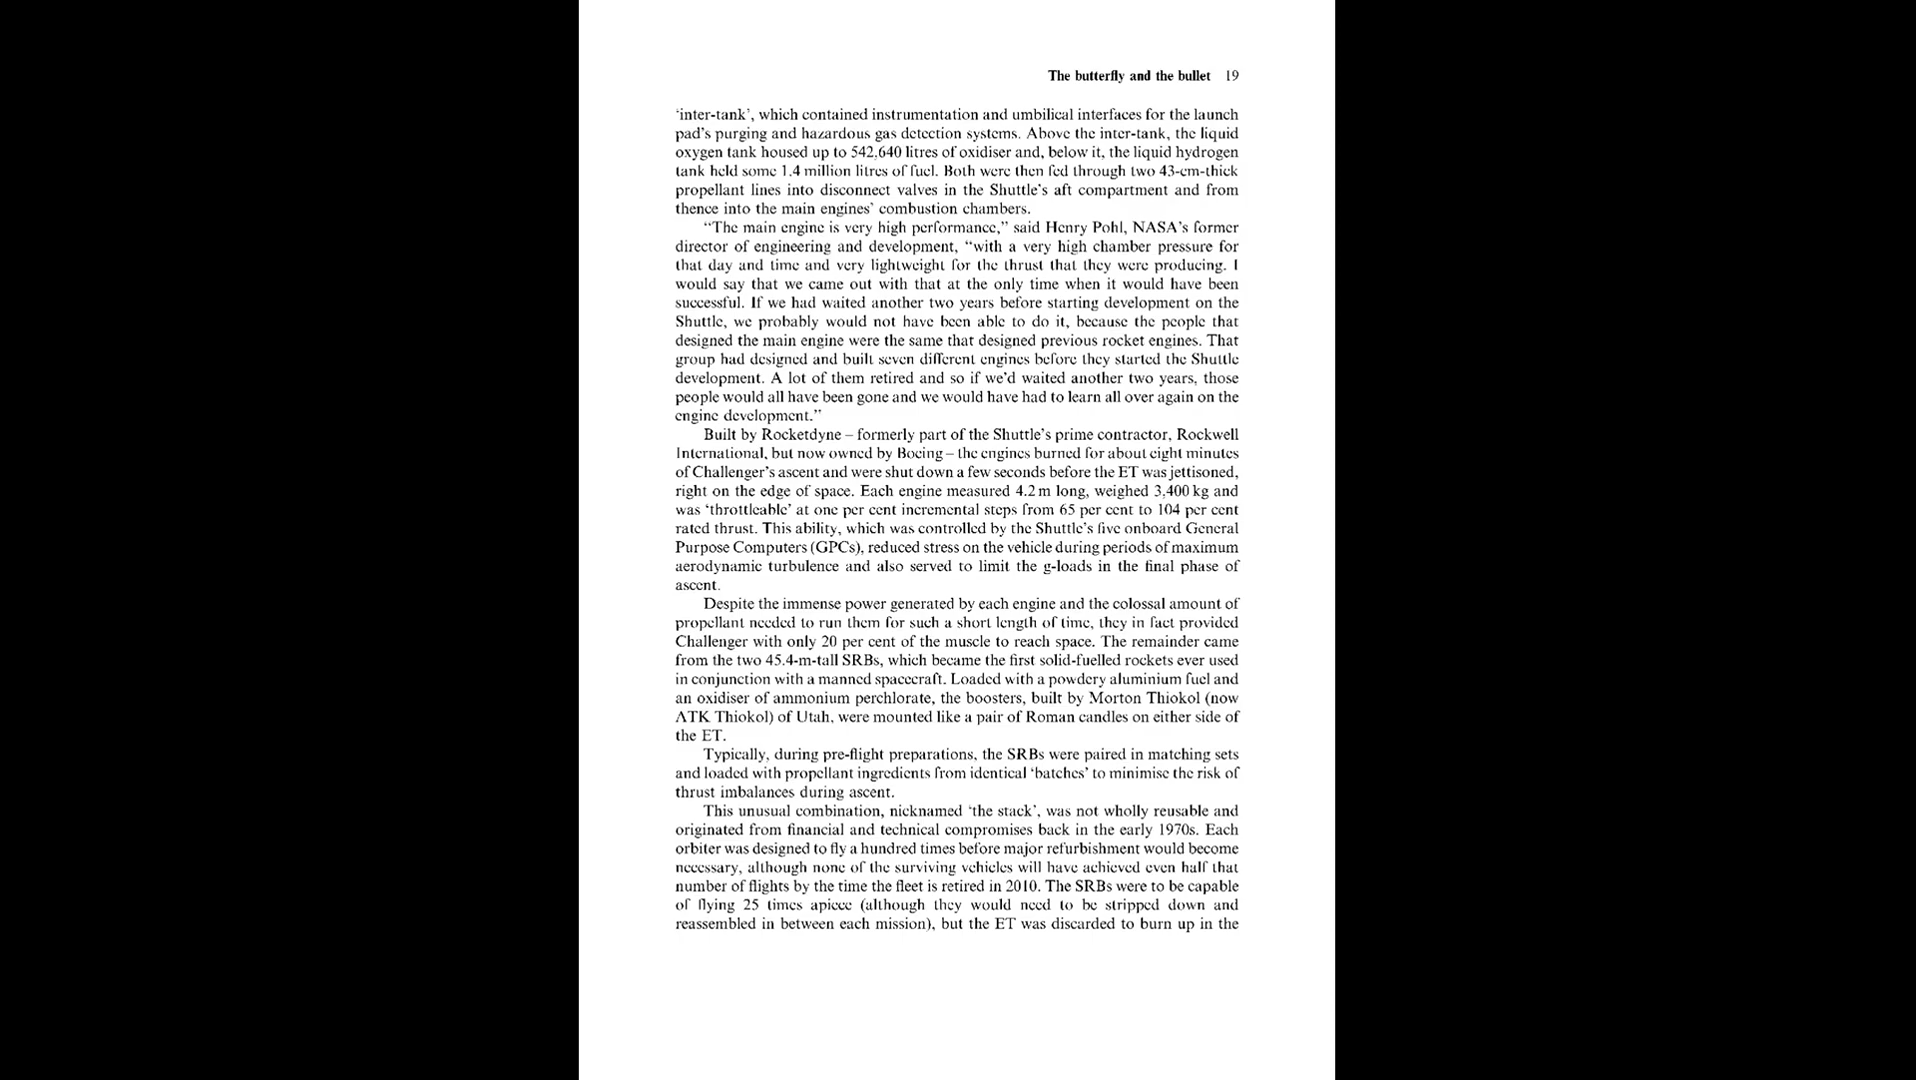 The butterfly and the bullet 19
‘inter-tank’, which contained instrumentation and umbilical interfaces for the launch
pad’s purging and hazardous gas detection systems. Above the inter-tank, the liquid
oxygen tank housed up to 542,640 litres of oxidiser and, below it, the liquid hydrogen
tank held some 1.4 million litres of fuel. Both were then fed through two 43-cm-thick
propellant lines into disconnect valves in the Shuttle’s aft compartment and from
thence into the main engines’ combustion chambers.
“The main engine is very high performance,” said Henry Pohl, NASA’s former
director of engineering and development, “with a very high chamber pressure for
that day and time and very lightweight for the thrust that they were producing. I
would say that we came out with that at the only time when it would have been
successful. If we had waited another two years before starting development on the
Shuttle, we probably would not have been able to do it, because the people that
designed the main engine were the same that designed previous rocket engines. That
group had designed and built seven different engines before they started the Shuttle
development. A lot of them retired and so if we’d waited another two years, those
people would all have been gone and we would have had to learn all over again on the
engine development.”
Built by Rocketdyne – formerly part of the Shuttle’s prime contractor, Rockwell
International, but now owned by Boeing – the engines burned for about eight minutes
of Challenger’s ascent and were shut down a few seconds before the ET was jettisoned,
right on the edge of space. Each engine measured 4.2 m long, weighed 3,400 kg and
was ‘throttleable’ at one per cent incremental steps from 65 per cent to 104 per cent
rated thrust. This ability, which was controlled by the Shuttle’s five onboard General
Purpose Computers (GPCs), reduced stress on the vehicle during periods of maximum
aerodynamic turbulence and also served to limit the g-loads in the final phase of
ascent.
Despite the immense power generated by each engine and the colossal amount of
propellant needed to run them for such a short length of time, they in fact provided
Challenger with only 20 per cent of the muscle to reach space. The remainder came
from the two 45.4-m-tall SRBs, which became the first solid-fuelled rockets ever used
in conjunction with a manned spacecraft. Loaded with a powdery aluminium fuel and
an oxidiser of ammonium perchlorate, the boosters, built by Morton Thiokol (now
ATK Thiokol) of Utah, were mounted like a pair of Roman candles on either side of
the ET.
Typically, during pre-flight preparations, the SRBs were paired in matching sets
and loaded with propellant ingredients from identical ‘batches’ to minimise the risk of
thrust imbalances during ascent.
This unusual combination, nicknamed ‘the stack’, was not wholly reusable and
originated from financial and technical compromises back in the early 1970s. Each
orbiter was designed to fly a hundred times before major refurbishment would become
necessary, although none of the surviving vehicles will have achieved even half that
number of flights by the time the fleet is retired in 2010. The SRBs were to be capable
of flying 25 times apiece (although they would need to be stripped down and
reassembled in between each mission), but the ET was discarded to burn up in the